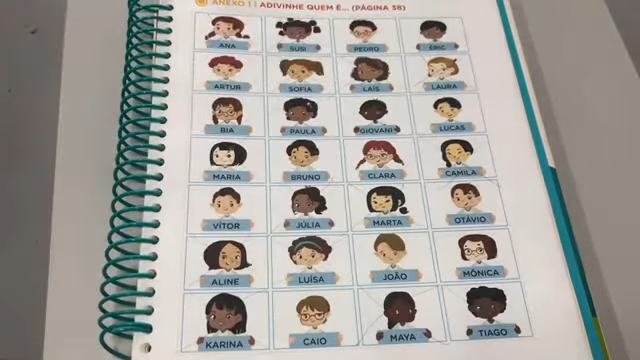 ANEXO 1 | ADIVINHE QUEM É... (PÁGINA 38)
ANA SUSI PEDRO ERIC
ARTUR SOFIA LAÍS LAURA
BIA PAULA GIOVANI LUCAS
MARIA BRUNO CLARA CAMILA
VÍTOR JÚLIA MARTA OTÁVIO
ALINE LUÍSA JOÃO MÔNICA
KARINA CAIO MAYA TIAGO